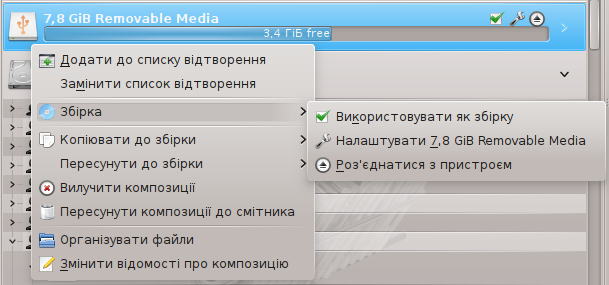 7,8 GiB Removable Media
3,4 ГіБ free
Додати до списку відтворення
Замінити список відтворення
Збірка
Використовувати як збірку
Копіювати до збірки
Налаштувати 7,8 GiB Removable Media
Пересунути до збірки
Роз'єднатися з пристроєм
Вилучити композиції
Пересунути композиції до смітника
Організувати файли
Змінити відомості про композицію